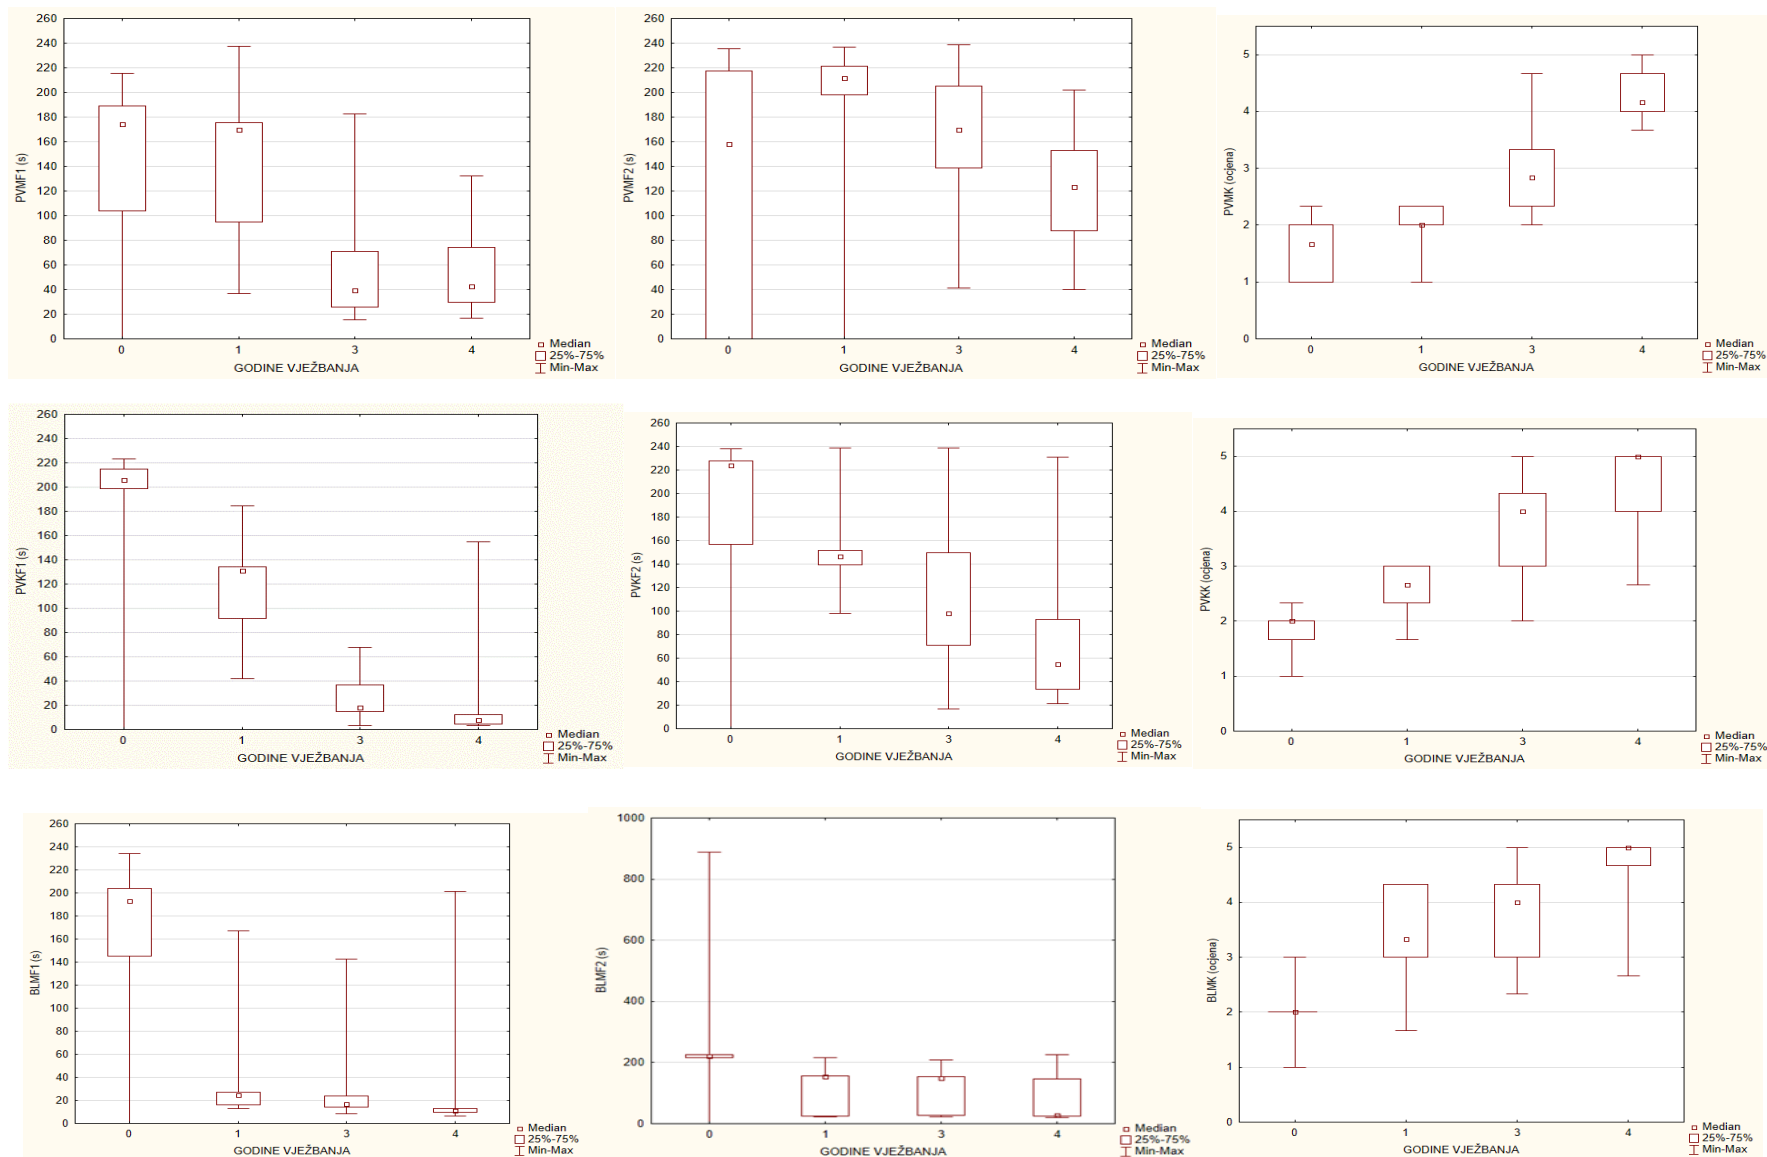 260
240
220
200
180
160
140
120
100
80
60
40
20
0
PVMF1 (s)
0 1 3 4
GODINE VJEŽBANJA
Median
25%-75%
Min-Max
260
240
220
200
180
160
140
120
100
80
60
40
20
0
PVMF2 (s)
0 1 3 4
GODINE VJEŽBANJA
Median
25%-75%
Min-Max
5
4
3
2
1
0
PVMK (ocjena)
0 1 3 4
GODINE VJEŽBANJA
Median
25%-75%
Min-Max
260
240
220
200
180
160
140
120
100
80
60
40
20
0
PVKF1 (s)
0 1 3 4
GODINE VJEŽBANJA
Median
25%-75%
Min-Max
260
240
220
200
180
160
140
120
100
80
60
40
20
0
PVKF2 (s)
0 1 3 4
GODINE VJEŽBANJA
Median
25%-75%
Min-Max
5
4
3
2
1
0
PVKK (ocjena)
0 1 3 4
GODINE VJEŽBANJA
Median
25%-75%
Min-Max
260
240
220
200
180
160
140
120
100
80
60
40
20
0
BLMF1 (s)
0 1 3 4
GODINE VJEŽBANJA
Median
25%-75%
Min-Max
1000
800
600
400
200
0
BLMF2 (s)
0 1 3 4
GODINE VJEŽBANJA
Median
25%-75%
Min-Max
5
4
3
2
1
0
BLMK (ocjena)
0 1 3 4
GODINE VJEŽBANJA
Median
25%-75%
Min-Max